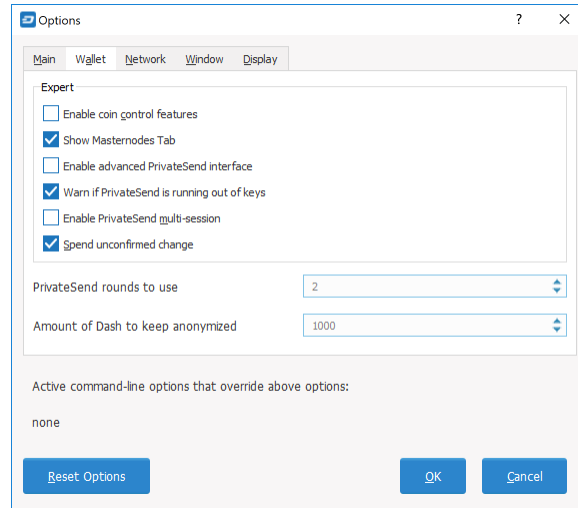 Options
?
Main Wallet Network Window Display
Expert
Enable coin control features
Show Masternodes Tab
Enable advanced PrivateSend interface
Warn if PrivateSend is running out of keys
Enable PrivateSend multi-session
Spend unconfirmed change
PrivateSend rounds to use 2
Amount of Dash to keep anonymized 1000
Active command-line options that override above options:
none
Reset Options OK Cancel